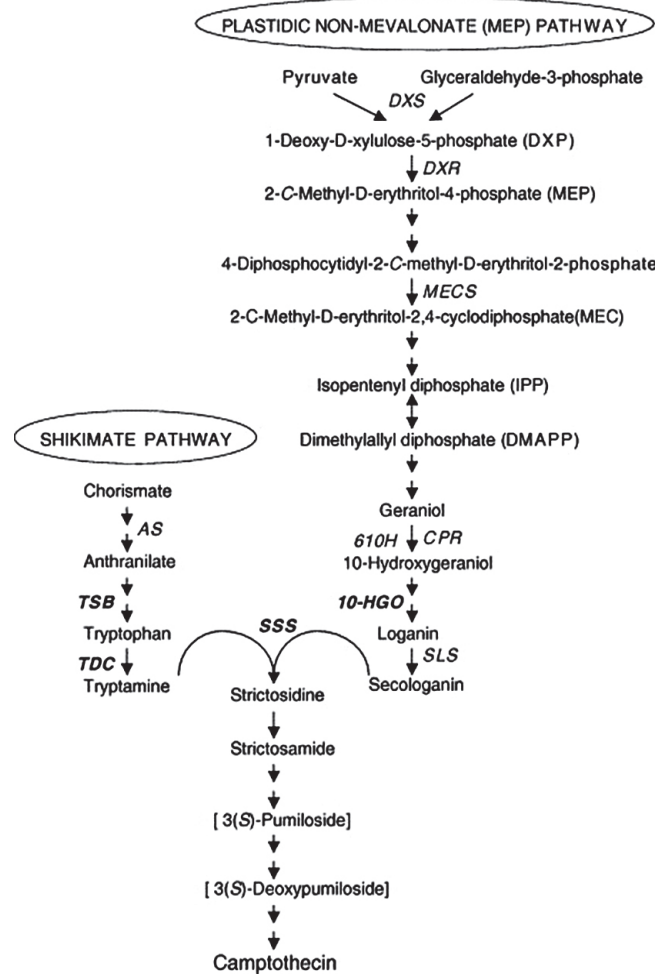 PLASTIDIC NON-MEVALONATE (MEP) PATHWAY
Pyruvate Glyceraldehyde-3-phosphate
DXS
1-Deoxy-D-xylulose-5-phosphate (DXP)
DXR
2-C-Methyl-D-erythritol-4-phosphate (MEP)
4-Diphosphocytidyl-2-C-methyl-D-erythritol-2-phosphate
MECS
2-C-Methyl-D-erythritol-2,4-cyclodiphosphate(MEC)
Isopentenyl diphosphate (IPP)
Dimethylallyl diphosphate (DMAPP)
Geraniol
610H CPR
10-Hydroxygeraniol
10-HGO
Loganin
SLS
Secologanin
SHIKIMATE PATHWAY
Chorismate
AS
Anthranilate
TSB
Tryptophan
TDC
Tryptamine
SSS
Strictosidine
Strictosamide
[ 3(S)-Pumiloside]
[ 3(S)-Deoxypumiloside]
Camptothecin